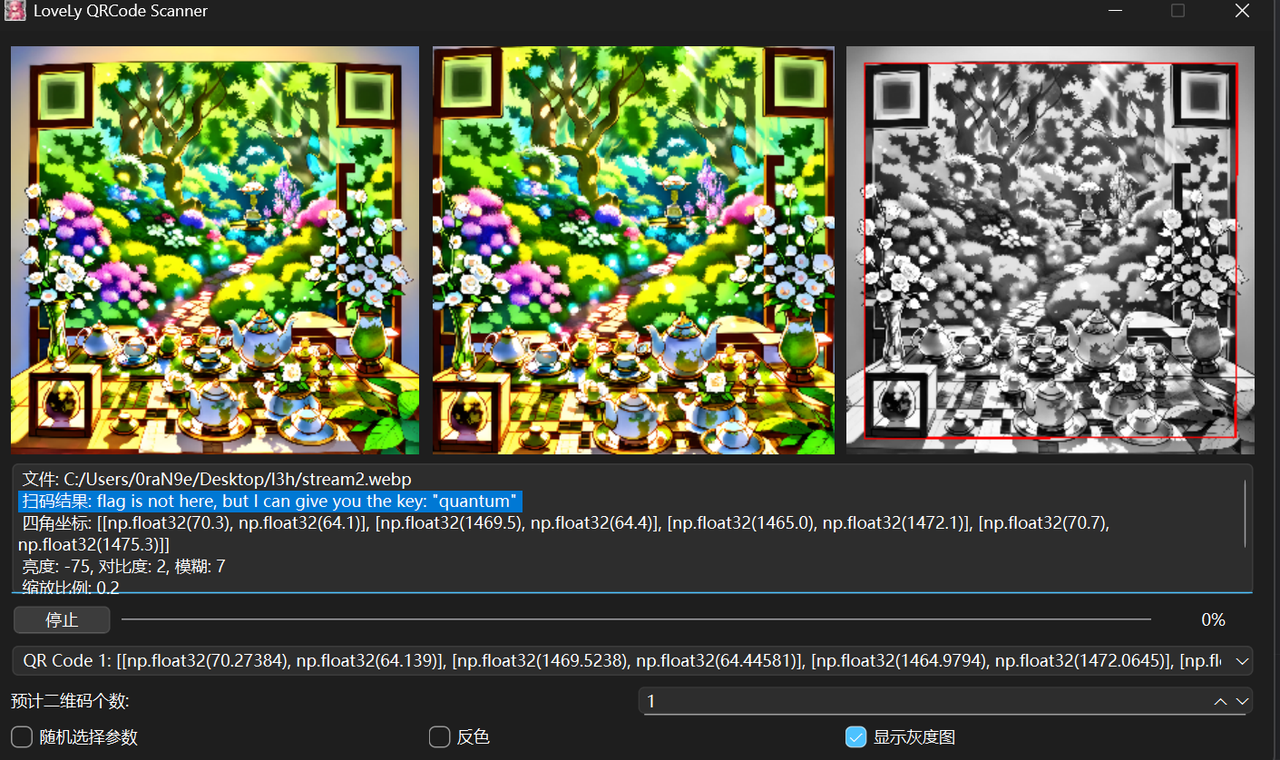 LoveLy QRCode Scanner
文件: C:/Users/0raN9e/Desktop/l3h/stream2.webp
扫码结果: flag is not here, but I can give you the key: "quantum"
四角坐标: [[np.float32(70.3), np.float32(64.1)], [np.float32(1469.5), np.float32(64.4)], [np.float32(1465.0), np.float32(1472.1)], [np.float32(70.7),
np.float32(1475.3)]]
亮度: -75, 对比度: 2, 模糊: 7
缩放比例: 0.2
停止
0%
QR Code 1: [[np.float32(70.27384), np.float32(64.139)], [np.float32(1469.5238), np.float32(64.44581)], [np.float32(1464.9794), np.float32(1472.0645)], [np.fl
预计二维码个数:
1
随机选择参数
反色
显示灰度图